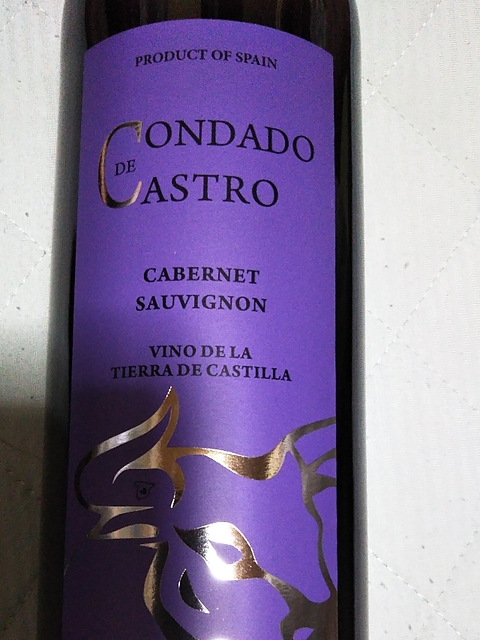 PRODUCT OF SPAIN
CONDADO
DE
CASTRO
CABERNET
SAUVIGNON
VINO DE LA
TIERRA DE CASTILLA